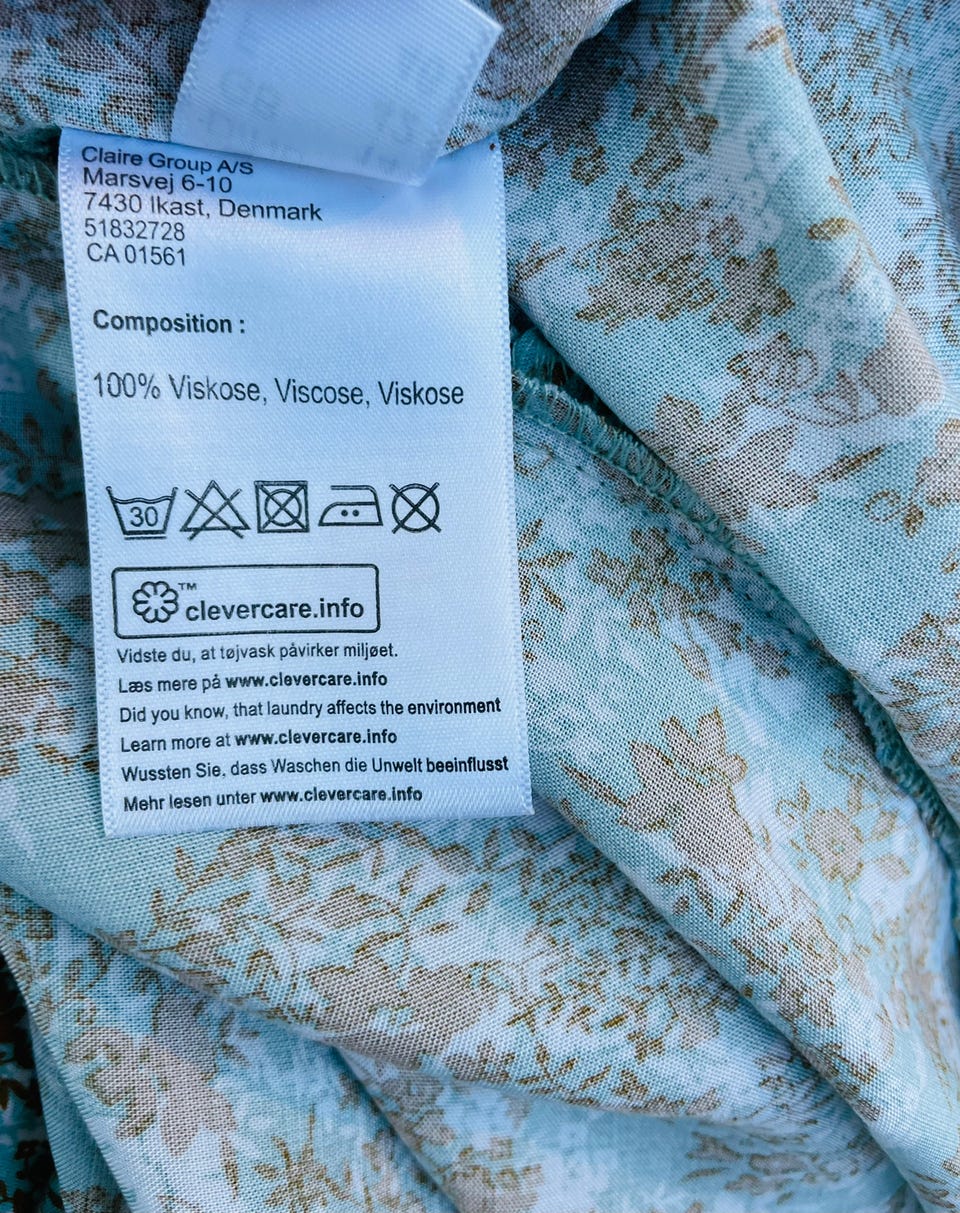 Claire Group A/S
Marsvej 6-10
7430 Ikast, Denmark
51832728
CA 01561
Composition :
100% Viskose, Viscose, Viskose
30
™
clevercare.info
Vidste du, at tøjvask påvirker miljøet.
Læs mere på www.clevercare.info
Did you know, that laundry affects the environment
Learn more at www.clevercare.info
Wussten Sie, dass Waschen die Unwelt beeinflusst
Mehr lesen unter www.clevercare.info